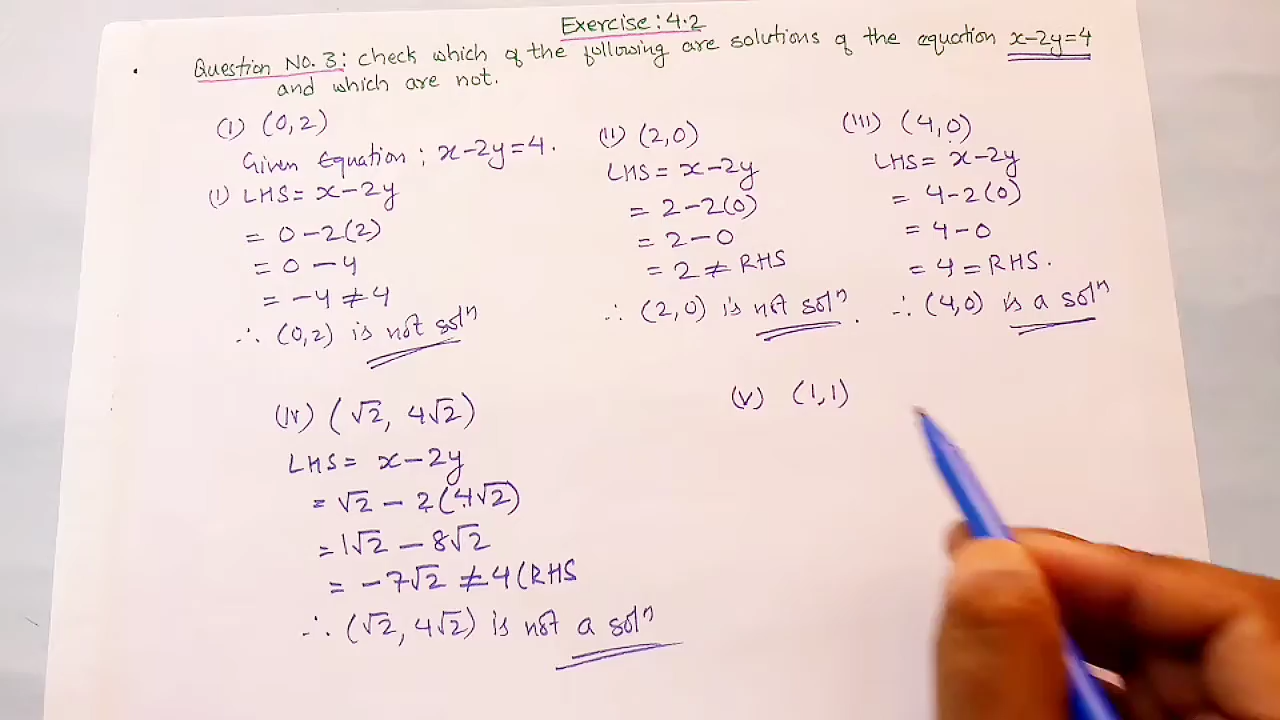 Exercise: 4.2
Question No. 3: check which of the following are solutions of the equation x-2y=4
and which are not.
(i) (0,2)
Given Equation; x-2y=4.
(i) LHS= x-2y
= 0-2(2)
= 0-4
= -4≠4
∴ (0,2) is not solⁿ
(ii) (2,0)
LHS= x-2y
= 2-2(0)
= 2-0
= 2 ≠ RHS
∴ (2,0) is not solⁿ.
(iii) (4,0)
LHS= x-2y
= 4-2(0)
= 4-0
= 4 = RHS.
∴ (4,0) is a solⁿ
(iv) (√2, 4√2)
LHS= x-2y
= √2 - 2(4√2)
= 1√2 - 8√2
= -7√2 ≠ 4(RHS
∴ (√2, 4√2) is not a solⁿ
(v) (1,1)